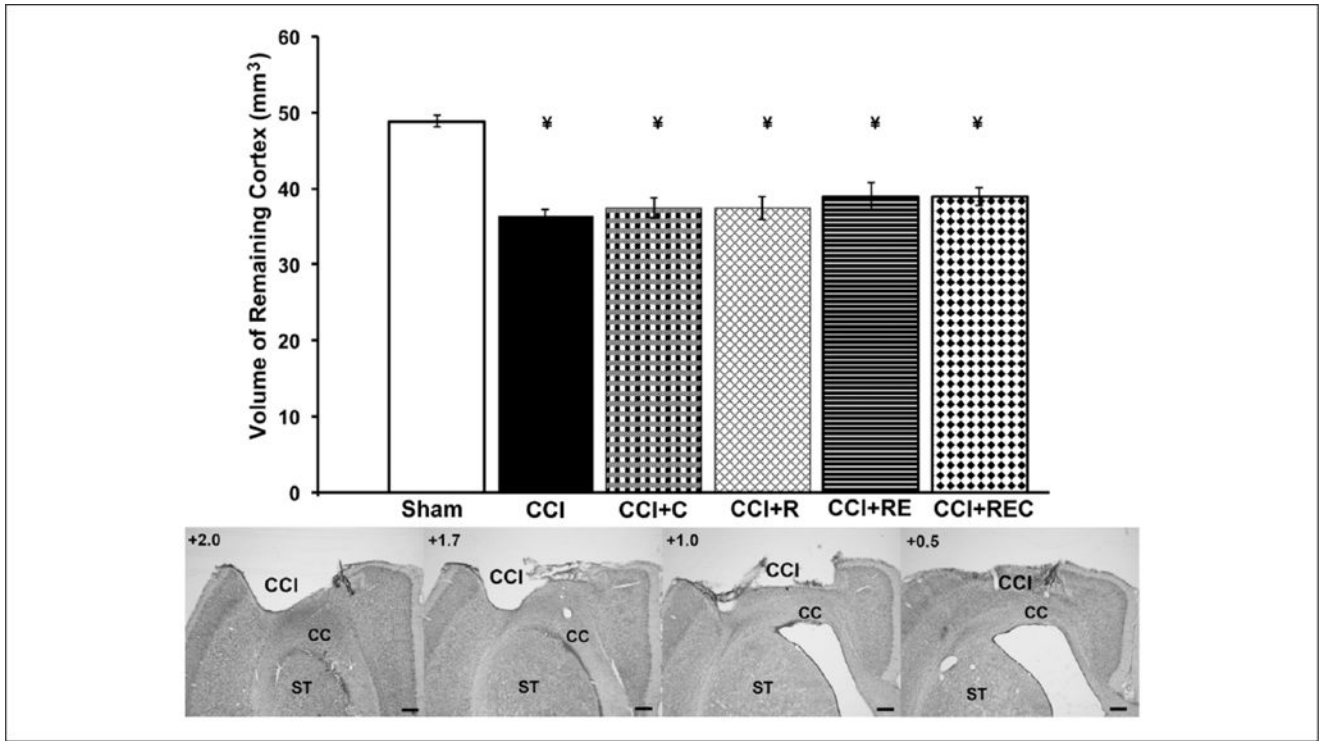 Volume of Remaining Cortex (mm³)
60
50
40
30
20
10
0
¥ ¥ ¥ ¥ ¥
Sham CCI CCI+C CCI+R CCI+RE CCI+REC
+2.0 +1.7 +1.0 +0.5
CCI CCI CCI CCI
CC CC CC CC
ST ST ST ST